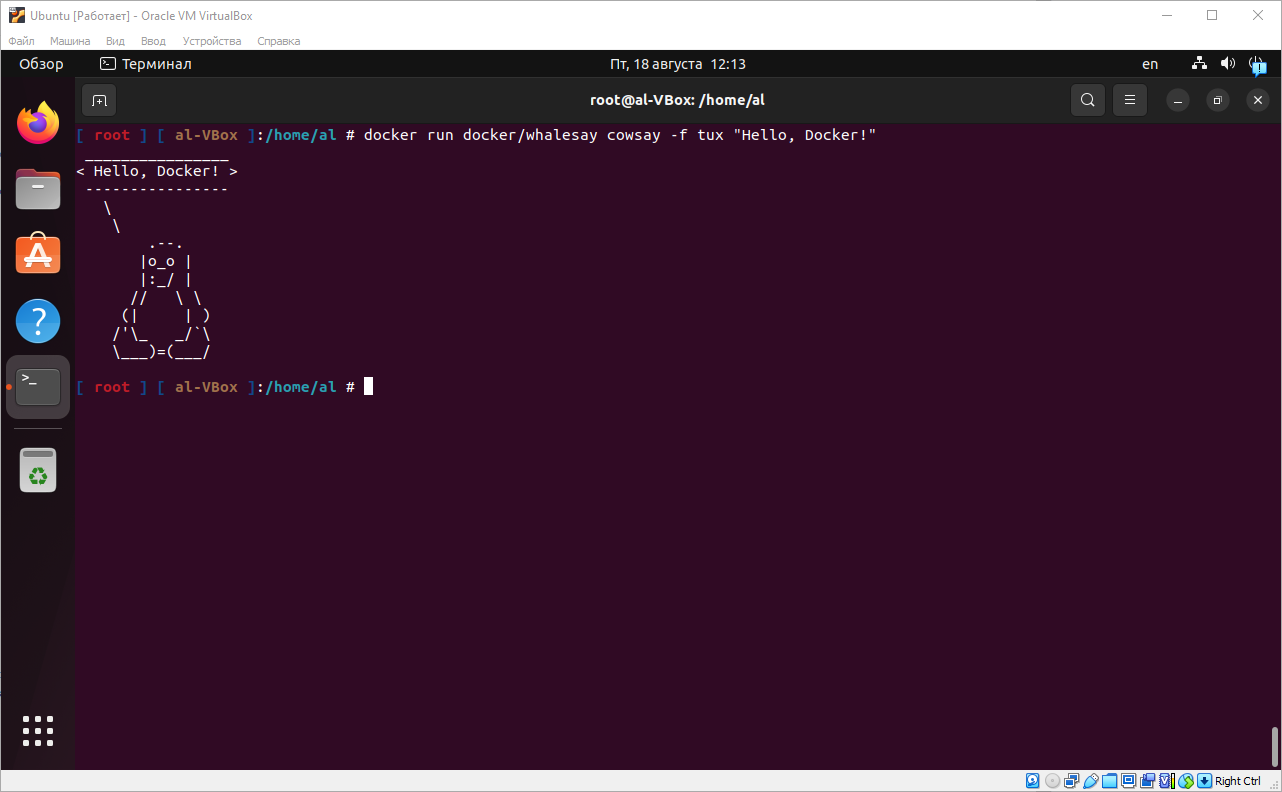 Ubuntu [Работает] - Oracle VM VirtualBox
Файл Машина Вид Ввод Устройства Справка
Обзор Терминал Пт, 18 августа 12:13 en
root@al-VBox: /home/al
[ root ] [ al-VBox ]:/home/al # docker run docker/whalesay cowsay -f tux "Hello, Docker!"
 ________________
< Hello, Docker! >
 ----------------
   \
    \
        .--.
       |o_o |
       |:_/ |
      //   \ \
     (|     | )
    /'\_   _/`\
    \___)=(___/
[ root ] [ al-VBox ]:/home/al #
Right Ctrl